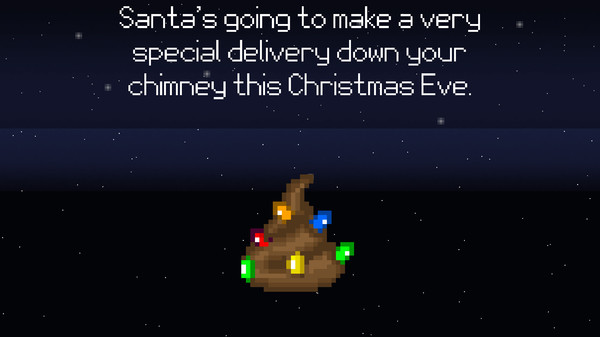 Santa's going to make a very
special delivery down your
chimney this Christmas Eve.